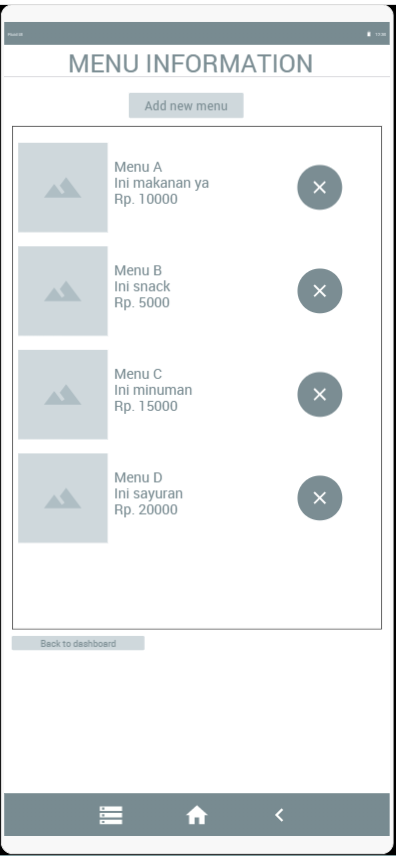 MENU INFORMATION
Add new menu
Menu A
Ini makanan ya
Rp. 10000
Menu B
Ini snack
Rp. 5000
Menu C
Ini minuman
Rp. 15000
Menu D
Ini sayuran
Rp. 20000
Back to dashboard